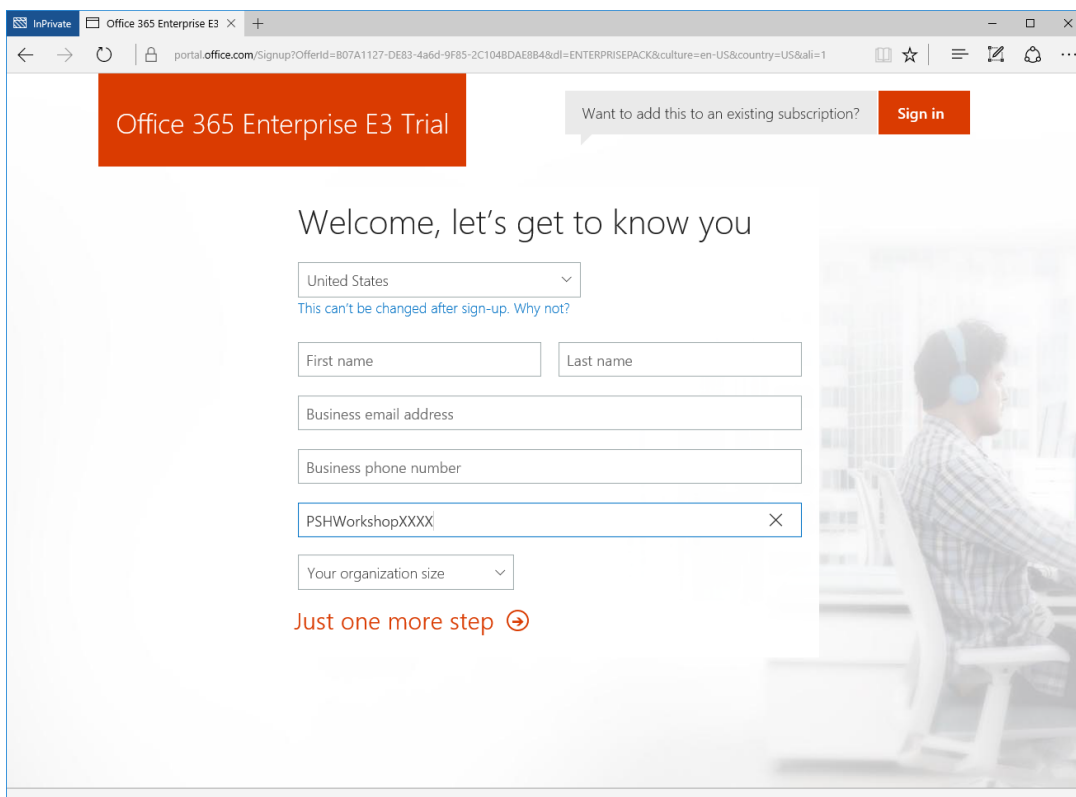 InPrivate Office 365 Enterprise E3
portal.office.com/Signup?OfferId=B07A1127-DE83-4a6d-9F85-2C104BDAE8B4&dl=ENTERPRISEPACK&culture=en-US&country=US&ali=1
Office 365 Enterprise E3 Trial
Want to add this to an existing subscription? Sign in
Welcome, let's get to know you
United States
This can't be changed after sign-up. Why not?
First name Last name
Business email address
Business phone number
PSHWorkshopXXXX
Your organization size
Just one more step